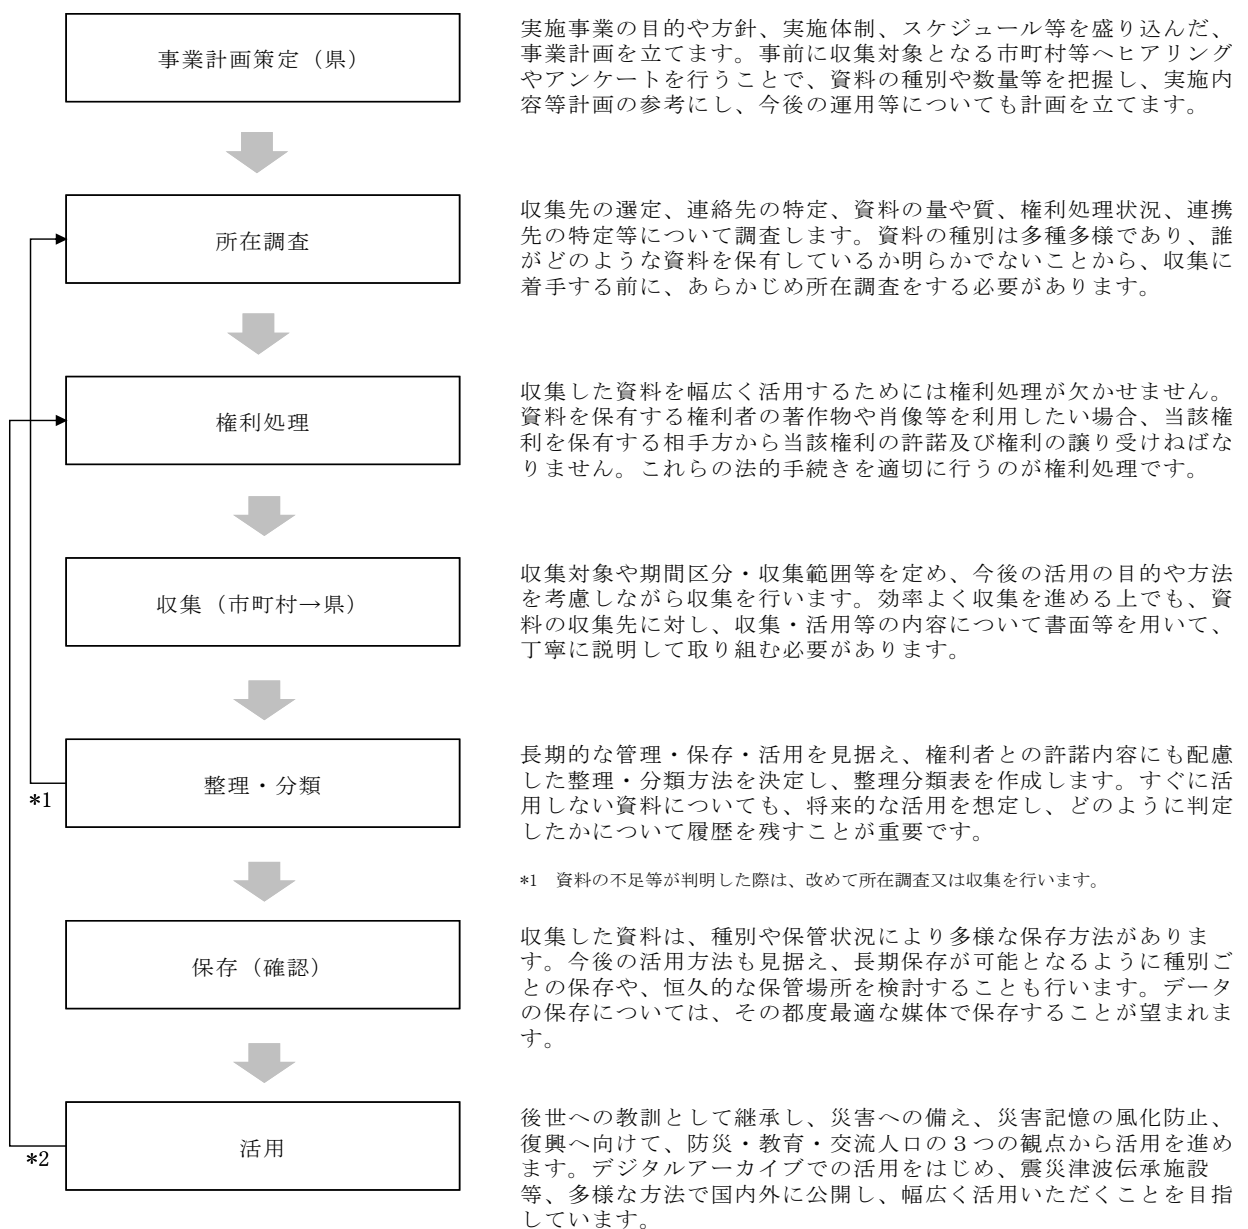 事業計画策定（県）
実施事業の目的や方針、実施体制、スケジュール等を盛り込んだ、
事業計画を立てます。事前に収集対象となる市町村等へヒアリング
やアンケートを行うことで、資料の種別や数量等を把握し、実施内
容等計画の参考にし、今後の運用等についても計画を立てます。
所在調査
収集先の選定、連絡先の特定、資料の量や質、権利処理状況、連携
先の特定等について調査します。資料の種別は多種多様であり、誰
がどのような資料を保有しているか明らかでないことから、収集に
着手する前に、あらかじめ所在調査をする必要があります。
権利処理
収集した資料を幅広く活用するためには権利処理が欠かせません。
資料を保有する権利者の著作物や肖像等を利用したい場合、当該権
利を保有する相手方から当該権利の許諾及び権利の譲り受けねばな
りません。これらの法的手続きを適切に行うのが権利処理です。
収集（市町村→県）
収集対象や期間区分・収集範囲等を定め、今後の活用の目的や方法
を考慮しながら収集を行います。効率よく収集を進める上でも、資
料の収集先に対し、収集・活用等の内容について書面等を用いて、
丁寧に説明して取り組む必要があります。
整理・分類
*1
長期的な管理・保存・活用を見据え、権利者との許諾内容にも配慮
した整理・分類方法を決定し、整理分類表を作成します。すぐに活
用しない資料についても、将来的な活用を想定し、どのように判定
したかについて履歴を残すことが重要です。
*1　資料の不足等が判明した際は、改めて所在調査又は収集を行います。
保存（確認）
収集した資料は、種別や保管状況により多様な保存方法がありま
す。今後の活用方法も見据え、長期保存が可能となるように種別ご
との保存や、恒久的な保管場所を検討することも行います。データ
の保存については、その都度最適な媒体で保存することが望まれま
す。
活用
*2
後世への教訓として継承し、災害への備え、災害記憶の風化防止、
復興へ向けて、防災・教育・交流人口の３つの観点から活用を進め
ます。デジタルアーカイブでの活用をはじめ、震災津波伝承施設
等、多様な方法で国内外に公開し、幅広く活用いただくことを目指
しています。